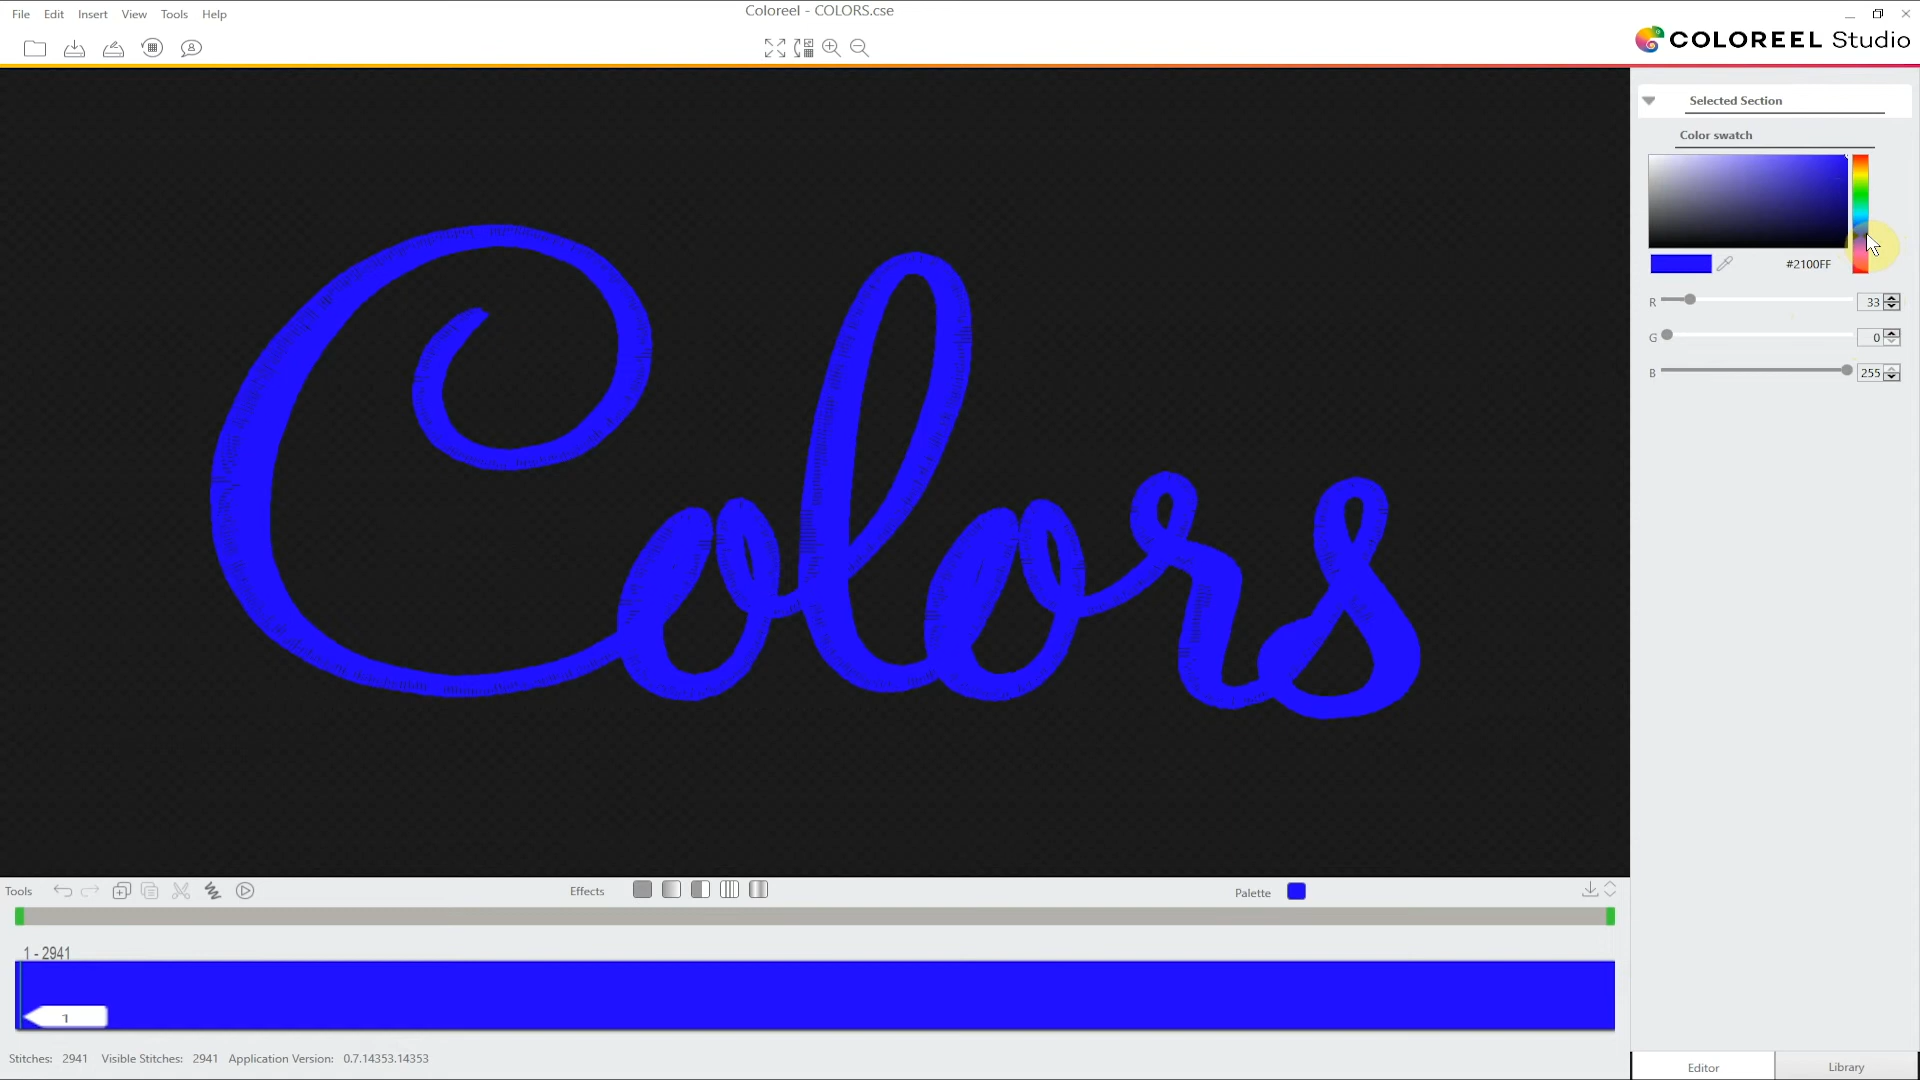 Coloreel - COLORS.cse
File Edit Insert View Tools Help
COLOREEL Studio
Selected Section
Color swatch
#2100FF
R 33
G 0
B 255
Colors
Tools
Effects
Palette
1 - 2941
1
Stitches: 2941 Visible Stitches: 2941 Application Version: 0.7.14353.14353
Editor
Library